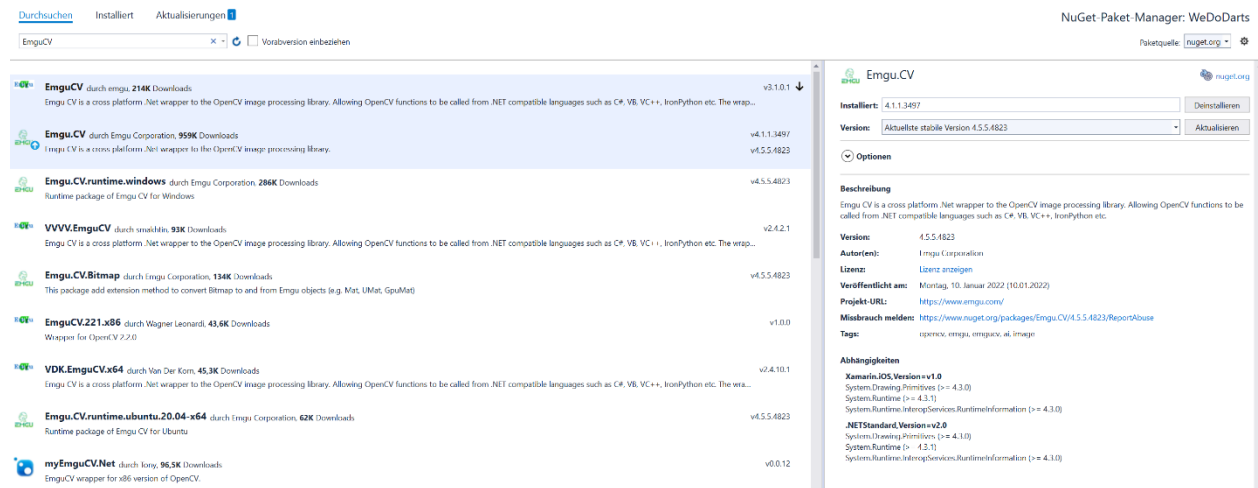 Durchsuchen Installiert Aktualisierungen 1
NuGet-Paket-Manager: WeDoDarts
EmguCV
Vorabversion einbeziehen
Paketquelle: nuget.org
EmguCV durch emgu, 214K Downloads v3.1.0.1
Emgu CV is a cross platform .Net wrapper to the OpenCV image processing library. Allowing OpenCV functions to be called from .NET compatible languages such as C#, VB, VC++, IronPython etc. The wrap...
Emgu.CV durch Emgu Corporation, 959K Downloads v4.1.1.3497
Emgu CV is a cross platform .Net wrapper to the OpenCV image processing library. v4.5.5.4823
Emgu.CV.runtime.windows durch Emgu Corporation, 286K Downloads v4.5.5.4823
Runtime package of Emgu CV for Windows
VVVV.EmguCV durch smakhtin, 93K Downloads v2.4.2.1
Emgu CV is a cross platform .Net wrapper to the OpenCV image processing library. Allowing OpenCV functions to be called from .NET compatible languages such as C#, VB, VC++, IronPython etc. The wrap...
Emgu.CV.Bitmap durch Emgu Corporation, 134K Downloads v4.5.5.4823
This package add extension method to convert Bitmap to and from Emgu objects (e.g. Mat, UMat, GpuMat)
EmguCV.221.x86 durch Wagner Leonardi, 43,6K Downloads v1.0.0
Wrapper for OpenCV 2.2.0
VDK.EmguCV.x64 durch Van Der Korn, 45,3K Downloads v2.4.10.1
Emgu CV is a cross platform .Net wrapper to the OpenCV image processing library. Allowing OpenCV functions to be called from .NET compatible languages such as C#, VB, VC++, IronPython etc. The wra...
Emgu.CV.runtime.ubuntu.20.04-x64 durch Emgu Corporation, 62K Downloads v4.5.5.4823
Runtime package of Emgu CV for Ubuntu
myEmguCV.Net durch Tony, 96,5K Downloads v0.0.12
EmguCV wrapper for x86 version of OpenCV.
EMGU Emgu.CV nuget.org
Installiert: 4.1.1.3497 Deinstallieren
Version: Aktuellste stabile Version 4.5.5.4823 Aktualisieren
Optionen
Beschreibung
Emgu CV is a cross platform .Net wrapper to the OpenCV image processing library. Allowing OpenCV functions to be
called from .NET compatible languages such as C#, VB, VC++, IronPython etc.
Version: 4.5.5.4823
Autor(en): Emgu Corporation
Lizenz: Lizenz anzeigen
Veröffentlicht am: Montag, 10. Januar 2022 (10.01.2022)
Projekt-URL: https://www.emgu.com/
Missbrauch melden: https://www.nuget.org/packages/Emgu.CV/4.5.5.4823/ReportAbuse
Tags: opencv, emgu, emgucv, ai, image
Abhängigkeiten
Xamarin.iOS,Version=v1.0
System.Drawing.Primitives (>= 4.3.0)
System.Runtime (>= 4.3.1)
System.Runtime.InteropServices.RuntimeInformation (>= 4.3.0)
.NETStandard,Version=v2.0
System.Drawing.Primitives (>= 4.3.0)
System.Runtime (>= 4.3.1)
System.Runtime.InteropServices.RuntimeInformation (>= 4.3.0)